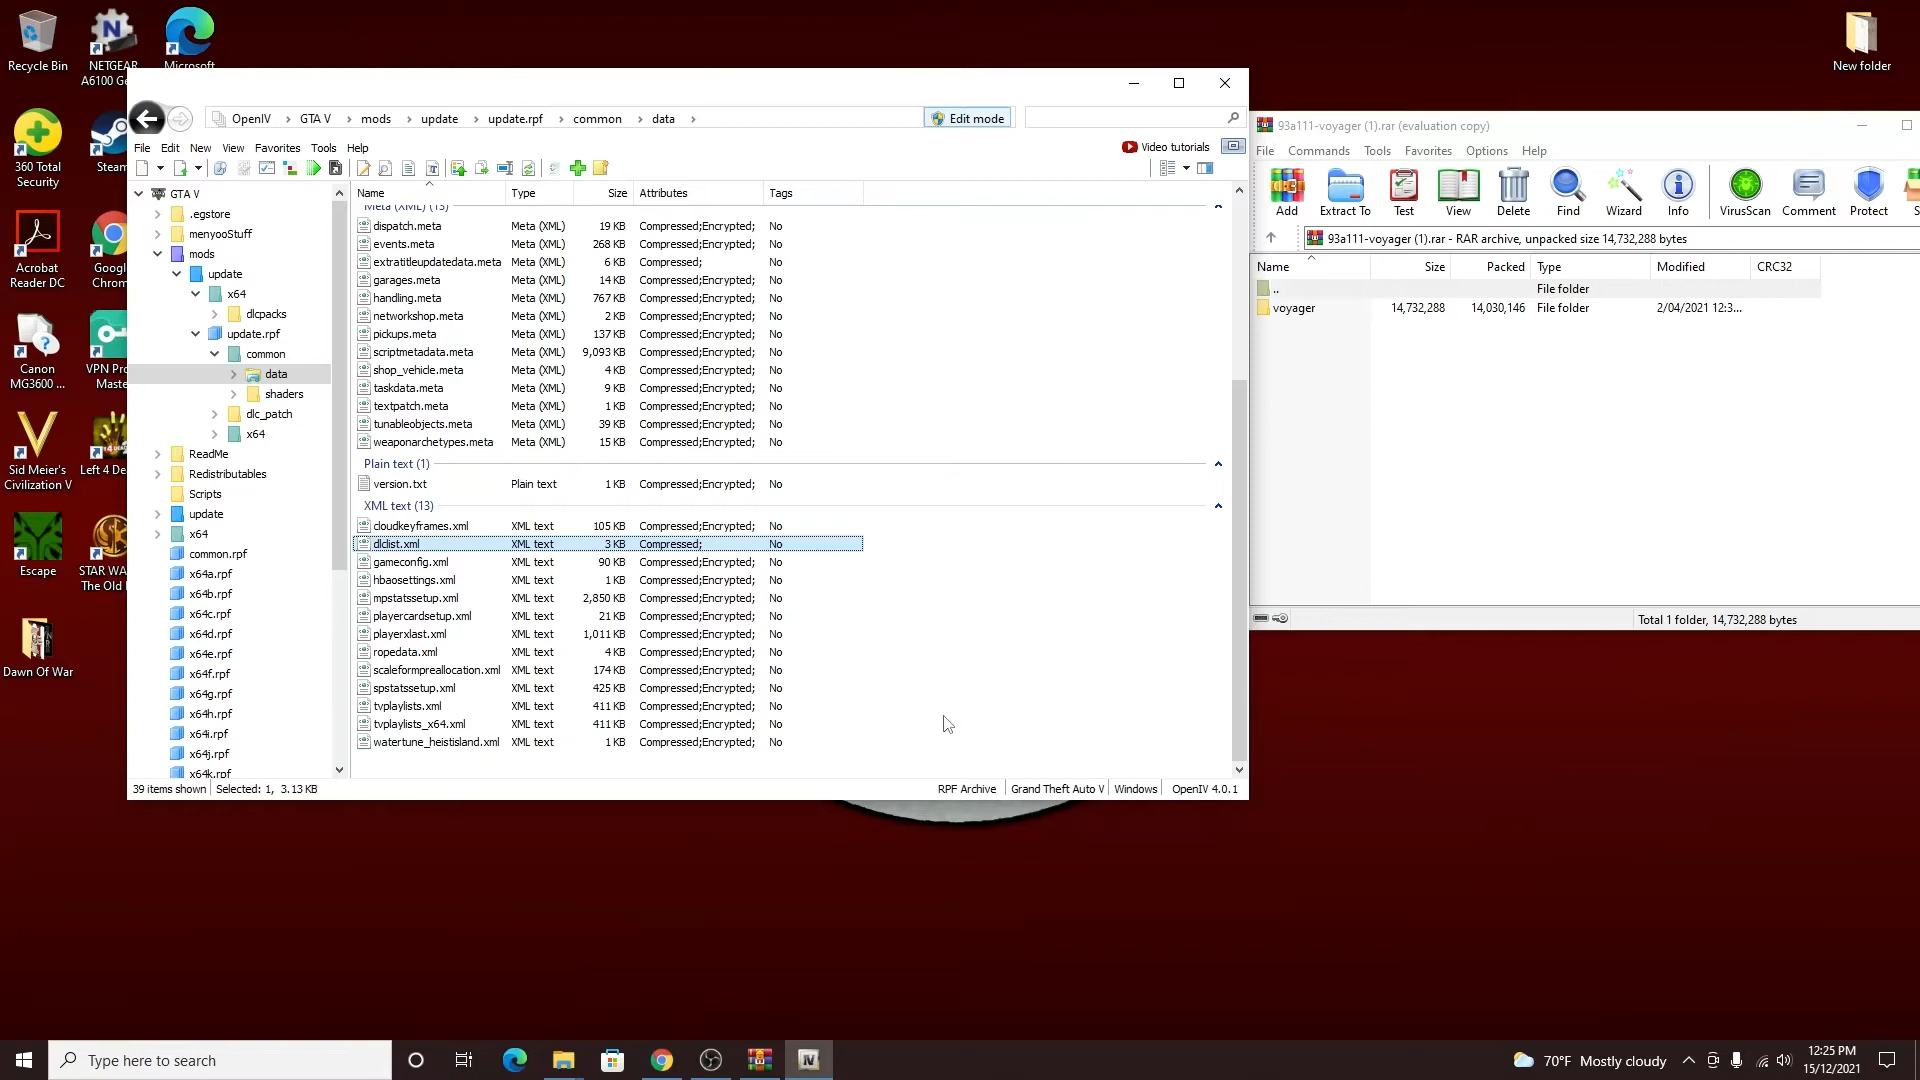 Recycle Bin
NETGEAR
A6100 Ge
Microsoft
360 Total
Security
Steam
Acrobat
Reader DC
Googl
Chrom
Canon
MG3600 ...
VPN Pro
Maste
Sid Meier's
Civilization V
Left 4 De
Escape
STAR WA
The Old
Dawn Of War
New folder
OpenIV
GTA V
mods
update
update.rpf
common
data
Edit mode
File Edit New View Favorites Tools Help
Video tutorials
GTA V
.egstore
menyooStuff
mods
update
x64
dlcpacks
update.rpf
common
data
shaders
dlc_patch
x64
ReadMe
Redistributables
Scripts
update
x64
common.rpf
x64a.rpf
x64b.rpf
x64c.rpf
x64d.rpf
x64e.rpf
x64f.rpf
x64g.rpf
x64h.rpf
x64i.rpf
x64j.rpf
x64k.rpf
Name Type Size Attributes Tags
Meta (XML) (13)
dispatch.meta Meta (XML) 19 KB Compressed;Encrypted; No
events.meta Meta (XML) 268 KB Compressed;Encrypted; No
extratitleupdatedata.meta Meta (XML) 6 KB Compressed; No
garages.meta Meta (XML) 14 KB Compressed;Encrypted; No
handling.meta Meta (XML) 767 KB Compressed;Encrypted; No
networkshop.meta Meta (XML) 2 KB Compressed;Encrypted; No
pickups.meta Meta (XML) 137 KB Compressed;Encrypted; No
scriptmetadata.meta Meta (XML) 9,093 KB Compressed;Encrypted; No
shop_vehicle.meta Meta (XML) 4 KB Compressed;Encrypted; No
taskdata.meta Meta (XML) 9 KB Compressed;Encrypted; No
textpatch.meta Meta (XML) 1 KB Compressed;Encrypted; No
tunableobjects.meta Meta (XML) 39 KB Compressed;Encrypted; No
weaponarchetypes.meta Meta (XML) 15 KB Compressed;Encrypted; No
Plain text (1)
version.txt Plain text 1 KB Compressed;Encrypted; No
XML text (13)
cloudkeyframes.xml XML text 105 KB Compressed;Encrypted; No
dlclist.xml XML text 3 KB Compressed; No
gameconfig.xml XML text 90 KB Compressed;Encrypted; No
hbaosettings.xml XML text 1 KB Compressed;Encrypted; No
mpstatssetup.xml XML text 2,850 KB Compressed;Encrypted; No
playercardsetup.xml XML text 21 KB Compressed;Encrypted; No
playerxlast.xml XML text 1,011 KB Compressed;Encrypted; No
ropedata.xml XML text 4 KB Compressed;Encrypted; No
scaleformpreallocation.xml XML text 174 KB Compressed;Encrypted; No
spstatssetup.xml XML text 425 KB Compressed;Encrypted; No
tvplaylists.xml XML text 411 KB Compressed;Encrypted; No
tvplaylists_x64.xml XML text 411 KB Compressed;Encrypted; No
watertune_heistisland.xml XML text 1 KB Compressed;Encrypted; No
39 items shown Selected: 1, 3.13 KB
RPF Archive Grand Theft Auto V Windows OpenIV 4.0.1
93a111-voyager (1).rar (evaluation copy)
File Commands Tools Favorites Options Help
Add Extract To Test View Delete Find Wizard Info VirusScan Comment Protect S
93a111-voyager (1).rar - RAR archive, unpacked size 14,732,288 bytes
Name Size Packed Type Modified CRC32
.. File folder
voyager 14,732,288 14,030,146 File folder 2/04/2021 12:3...
Total 1 folder, 14,732,288 bytes
Type here to search
70°F Mostly cloudy
12:25 PM
15/12/2021